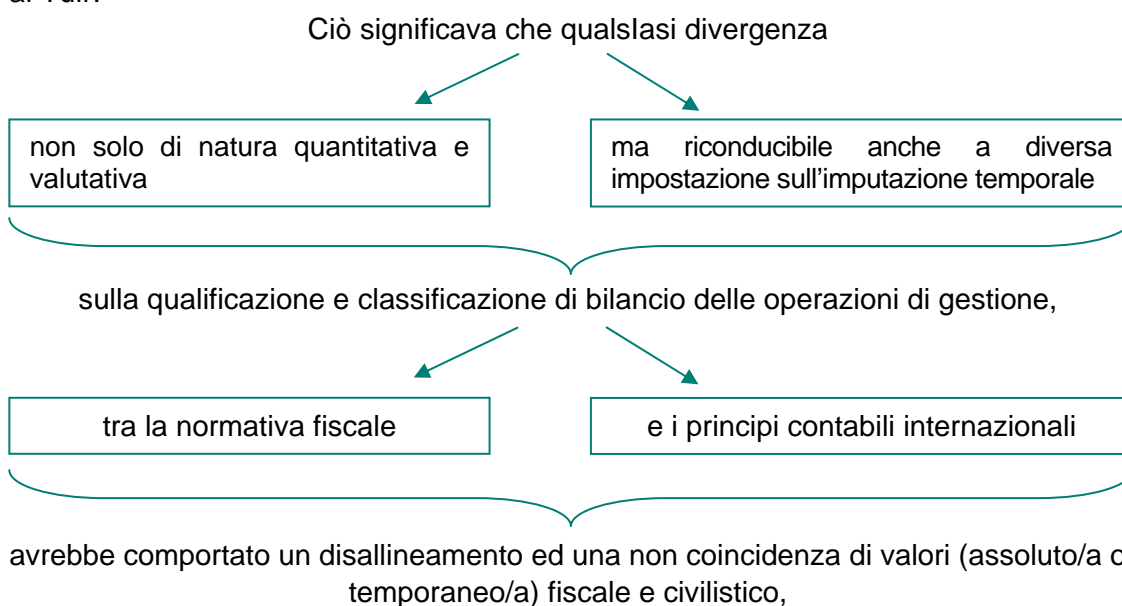 Ciò significava che qualsIasi divergenza
non solo di natura quantitativa e
valutativa
ma riconducibile anche a diversa
impostazione sull'imputazione temporale
sulla qualificazione e classificazione di bilancio delle operazioni di gestione,
tra la normativa fiscale
e i principi contabili internazionali
avrebbe comportato un disallineamento ed una non coincidenza di valori (assoluto/a o
temporaneo/a) fiscale e civilistico,